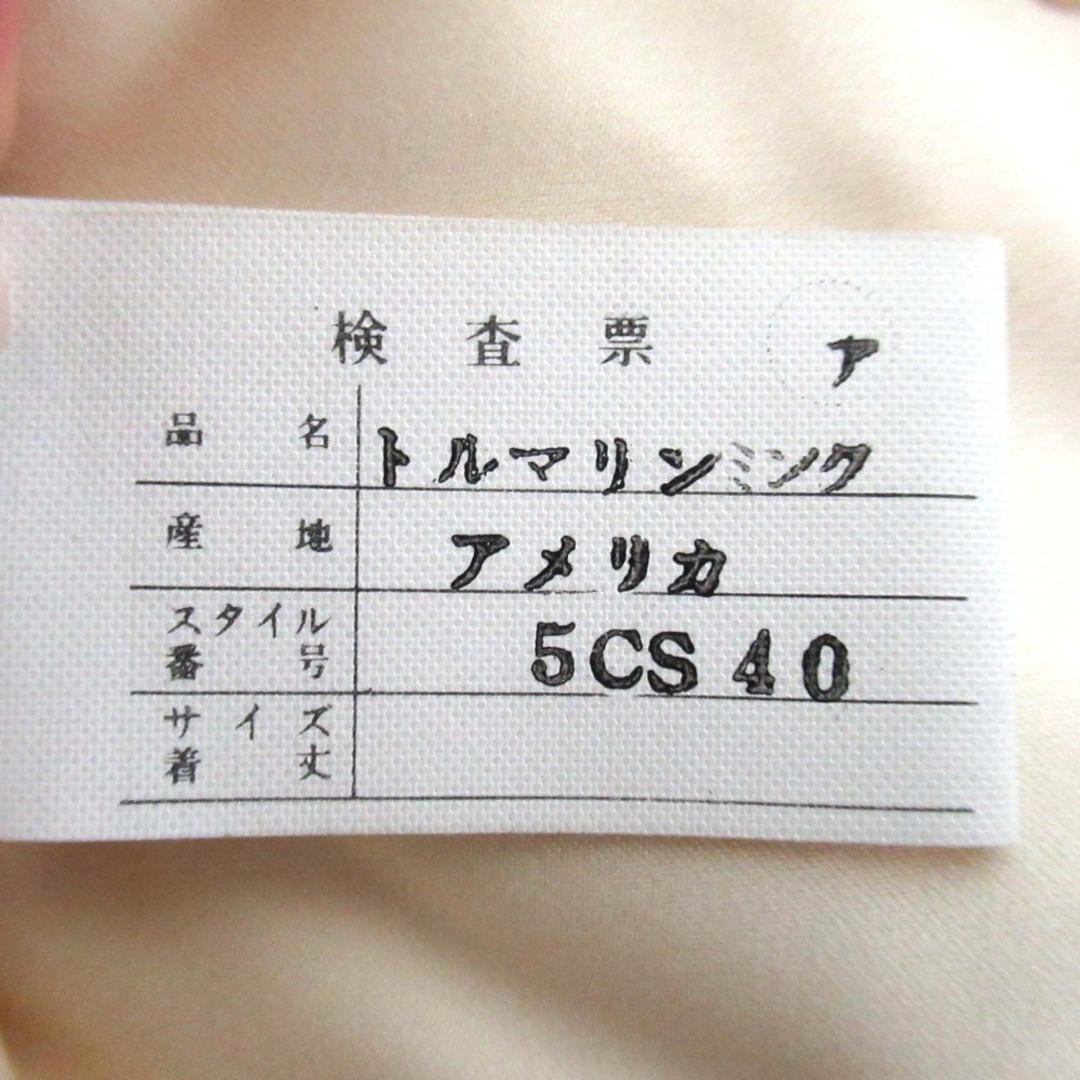 検査票 ア
品名 トルマリンミンク
産地 アメリカ
スタイル 5CS 40
番号
サイズ
着丈